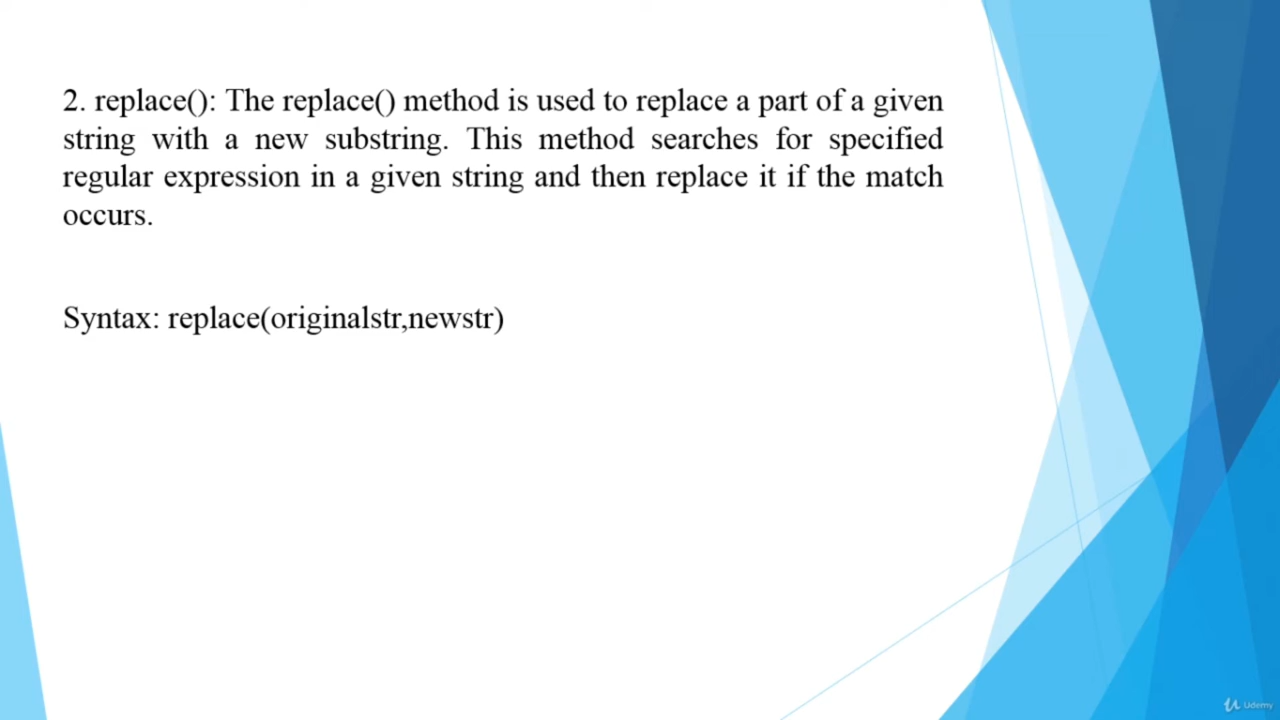 2. replace(): The replace() method is used to replace a part of a given
string with a new substring. This method searches for specified
regular expression in a given string and then replace it if the match
occurs.
Syntax: replace(originalstr,newstr)
Udemy